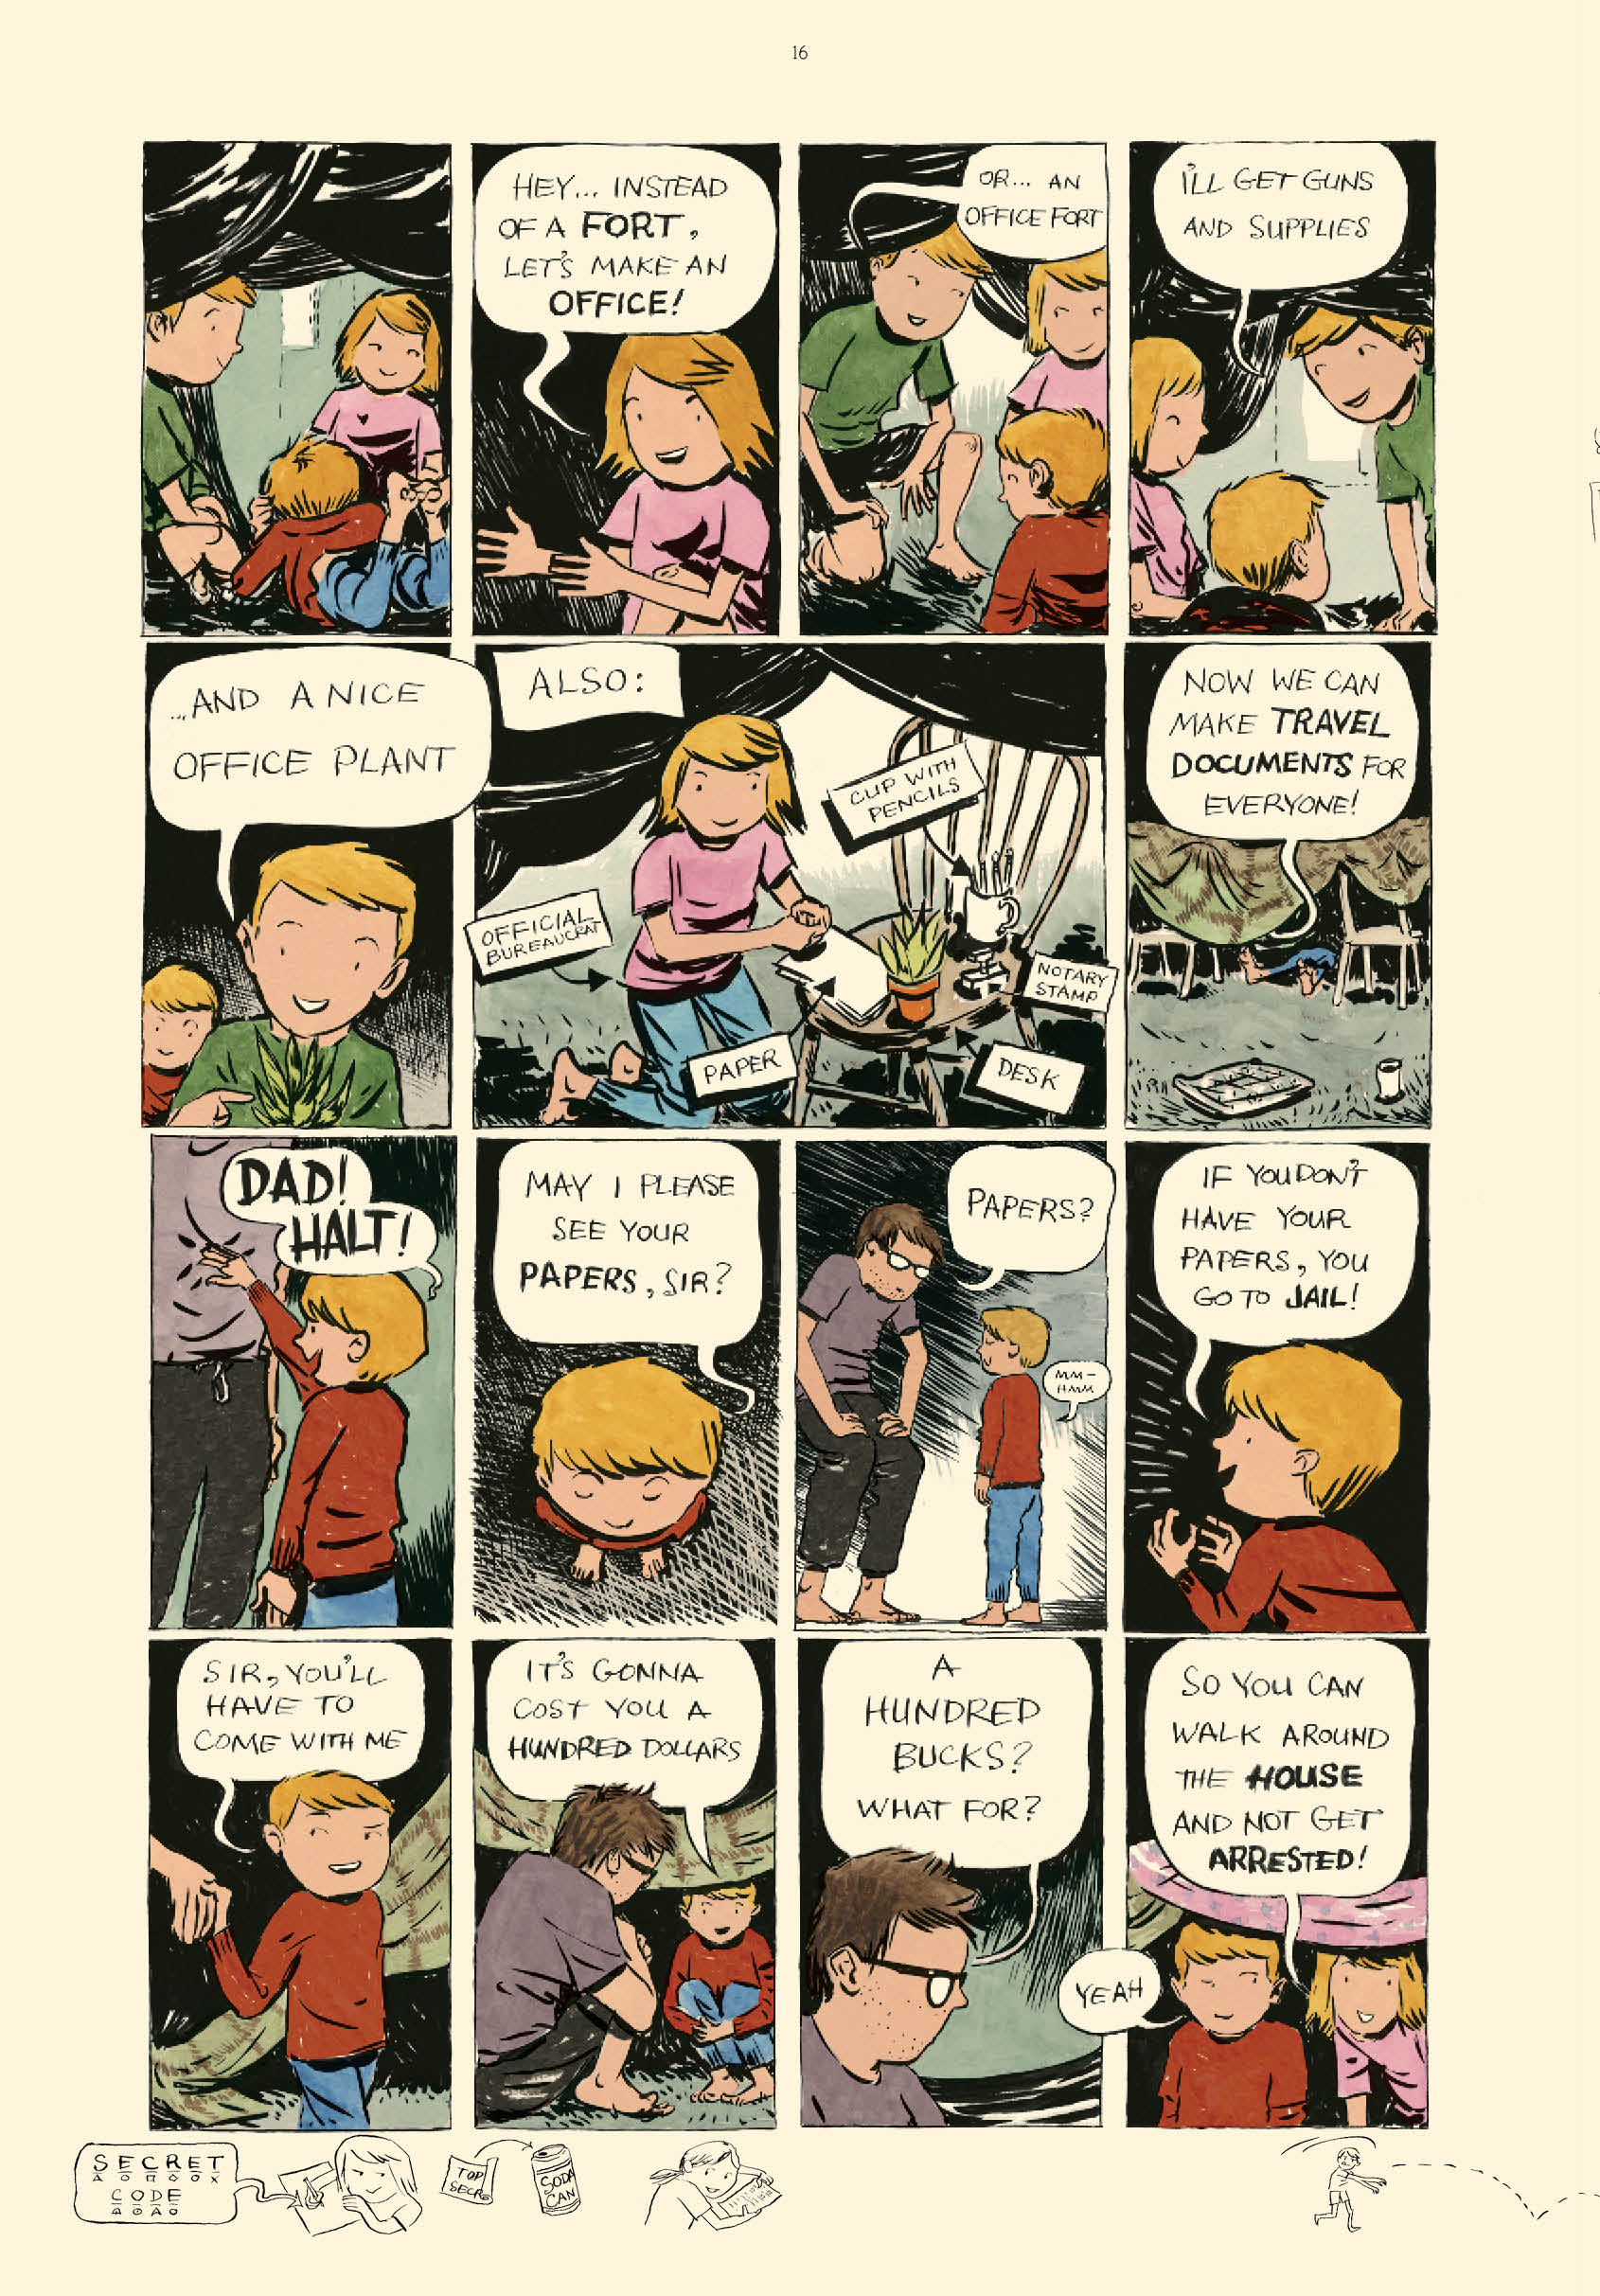 16
HEY... INSTEAD
OF A FORT,
LET'S MAKE AN
OFFICE!
OR... AN
OFFICE FORT
I'LL GET GUNS
AND SUPPLIES
...AND A NICE
OFFICE PLANT
ALSO:
CUP WITH
PENCILS
OFFICIAL
BUREAUCRAT
NOTARY
STAMP
PAPER
DESK
NOW WE CAN
MAKE TRAVEL
DOCUMENTS FOR
EVERYONE!
DAD!
HALT!
MAY I PLEASE
SEE YOUR
PAPERS, SIR?
PAPERS?
MM-
HMM
IF YOU DON'T
HAVE YOUR
PAPERS, YOU
GO TO JAIL!
SIR, YOU'LL
HAVE TO
COME WITH ME
IT'S GONNA
COST YOU A
HUNDRED DOLLARS
A
HUNDRED
BUCKS?
WHAT FOR?
SO YOU CAN
WALK AROUND
THE HOUSE
AND NOT GET
ARRESTED!
YEAH
SECRET
CODE
TOP
SECR
SODA
CAN